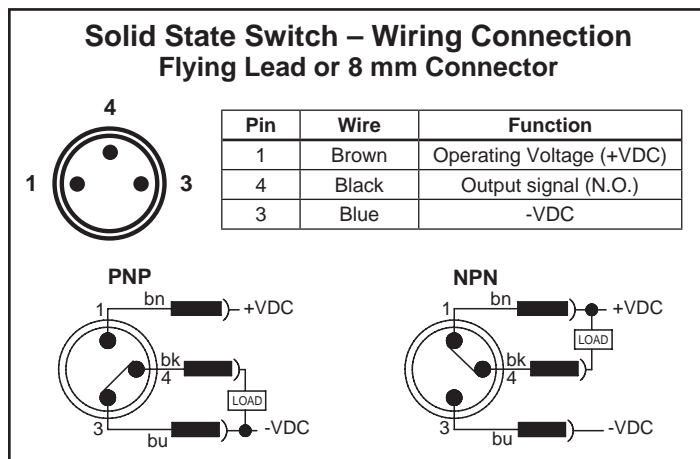 Solid State Switch – Wiring Connection
Flying Lead or 8 mm Connector
4
1
3
Pin Wire Function
1 Brown Operating Voltage (+VDC)
4 Black Output signal (N.O.)
3 Blue -VDC
PNP
1 bn +VDC
bk
4
LOAD
3 bu -VDC
NPN
1 bn +VDC
LOAD
bk
4
3 bu -VDC